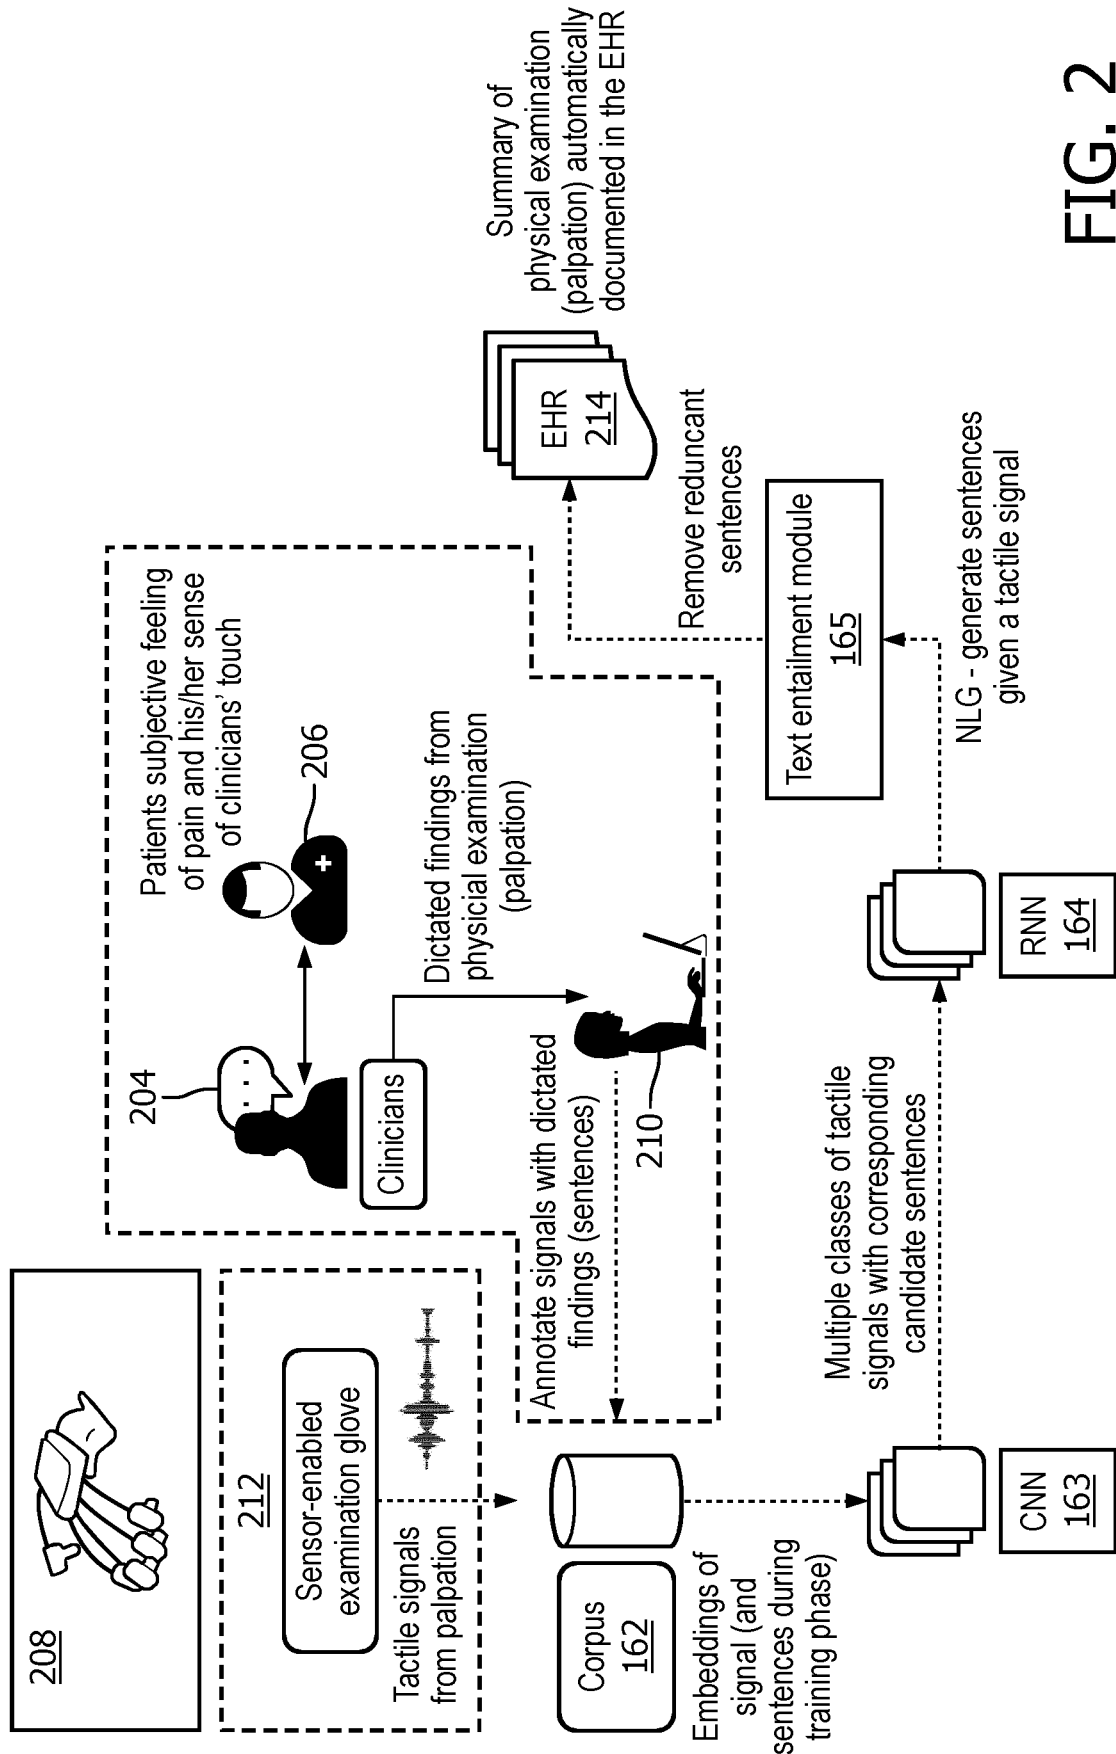 208
212
Sensor-enabled
examination glove
Tactile signals
from palpation
204
Clinicians
Patients subjective feeling
of pain and his/her sense
of clinicians' touch
206
Dictated findings from
physicial examination
(palpation)
Annotate signals with dictated
findings (sentences)
210
Corpus
162
Embeddings of
signal (and
sentences during
training phase)
CNN
163
Multiple classes of tactile
signals with corresponding
candidate sentences
RNN
164
NLG - generate sentences
given a tactile signal
Text entailment module
165
Remove reduncant
sentences
EHR
214
Summary of
physical examination
(palpation) automatically
documented in the EHR
FIG. 2